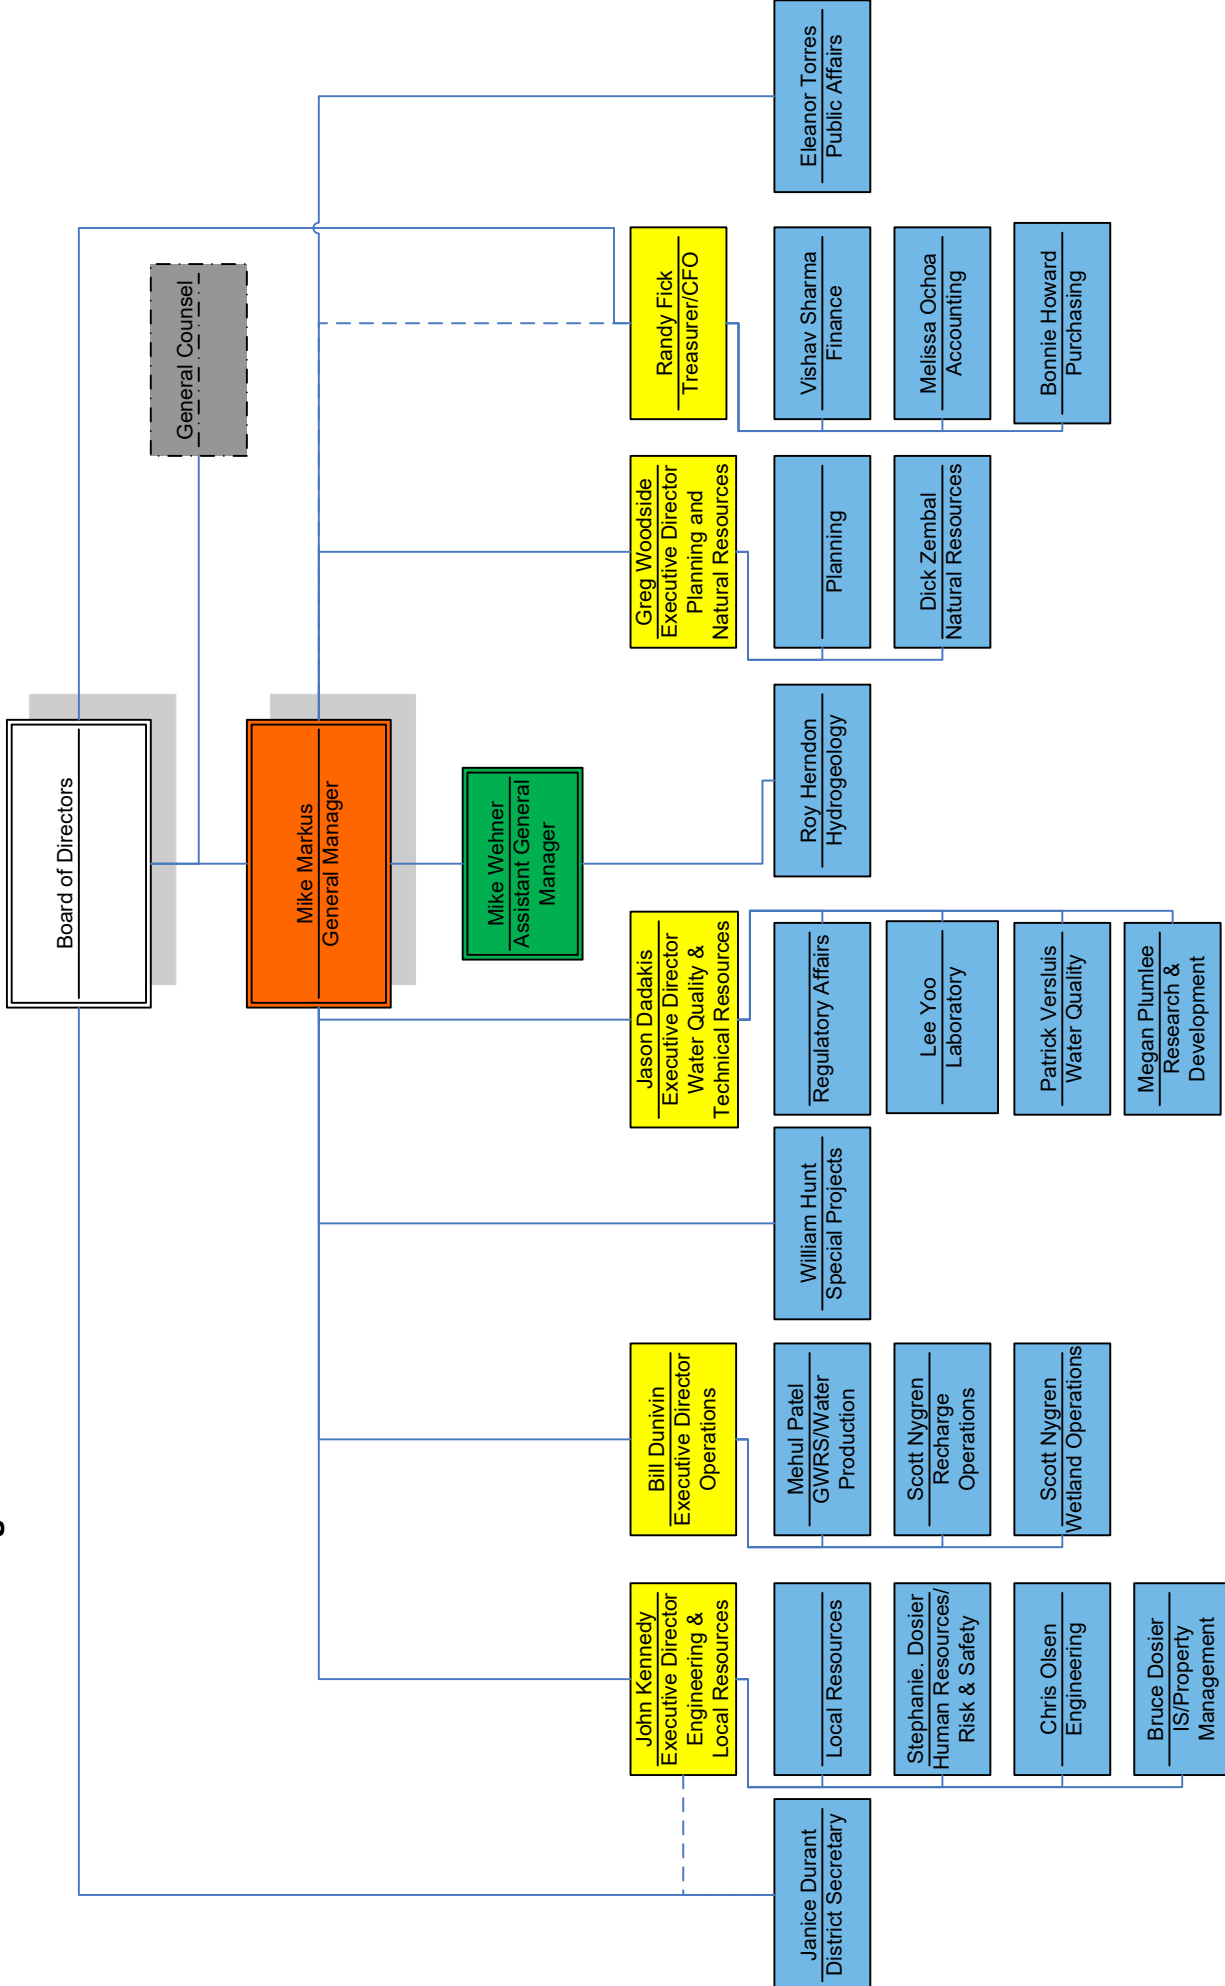 Board of Directors
General Counsel
Mike Markus
General Manager
Mike Wehner
Assistant General
Manager
John Kennedy
Executive Director
Engineering &
Local Resources
Bill Dunivin
Executive Director
Operations
Jason Dadakis
Executive Director
Water Quality &
Technical Resources
Greg Woodside
Executive Director
Planning and
Natural Resources
Randy Fick
Treasurer/CFO
Janice Durant
District Secretary
Local Resources
Stephanie. Dosier
Human Resources/
Risk & Safety
Chris Olsen
Engineering
Bruce Dosier
IS/Property
Management
Mehul Patel
GWRS/Water
Production
Scott Nygren
Recharge
Operations
Scott Nygren
Wetland Operations
William Hunt
Special Projects
Regulatory Affairs
Lee Yoo
Laboratory
Patrick Versluis
Water Quality
Megan Plumlee
Research &
Development
Roy Herndon
Hydrogeology
Planning
Dick Zembal
Natural Resources
Vishav Sharma
Finance
Melissa Ochoa
Accounting
Bonnie Howard
Purchasing
Eleanor Torres
Public Affairs